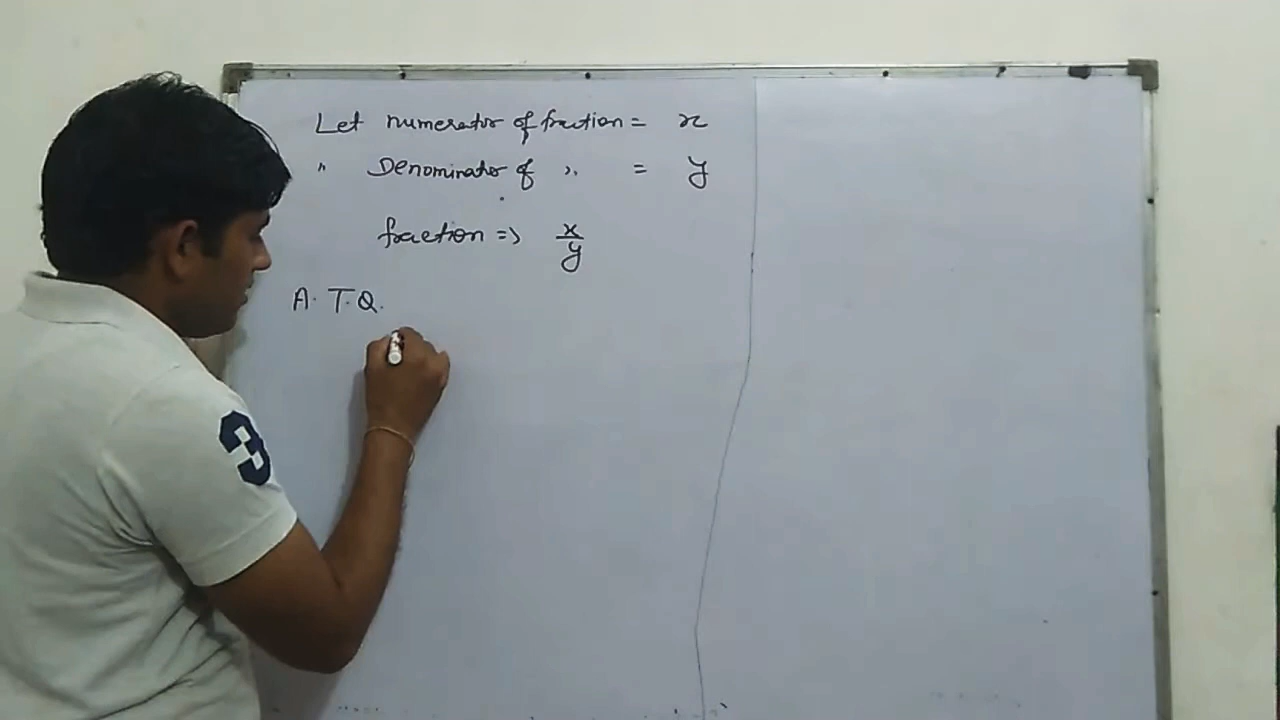 Let numerator of fraction = x
" Denominator of " = y
fraction => x/y
A. T. Q.
3